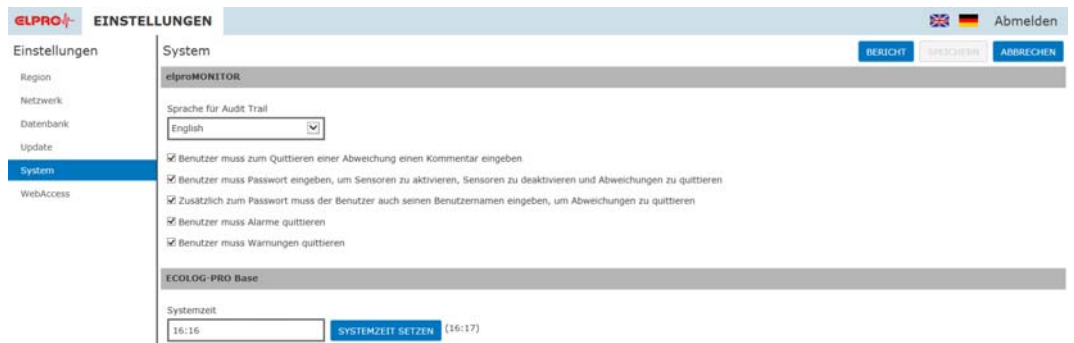 ELPRO EINSTELLUNGEN Abmelden
Einstellungen
Region
Netzwerk
Datenbank
Update
System
WebAccess
System
BERICHT SPEICHERN ABBRECHEN
elproMONITOR
Sprache für Audit Trail
English
Benutzer muss zum Quittieren einer Abweichung einen Kommentar eingeben
Benutzer muss Passwort eingeben, um Sensoren zu aktivieren, Sensoren zu deaktivieren und Abweichungen zu quittieren
Zusätzlich zum Passwort muss der Benutzer auch seinen Benutzernamen eingeben, um Abweichungen zu quittieren
Benutzer muss Alarme quittieren
Benutzer muss Warnungen quittieren
ECOLOG-PRO Base
Systemzeit
16:16 SYSTEMZEIT SETZEN (16:17)